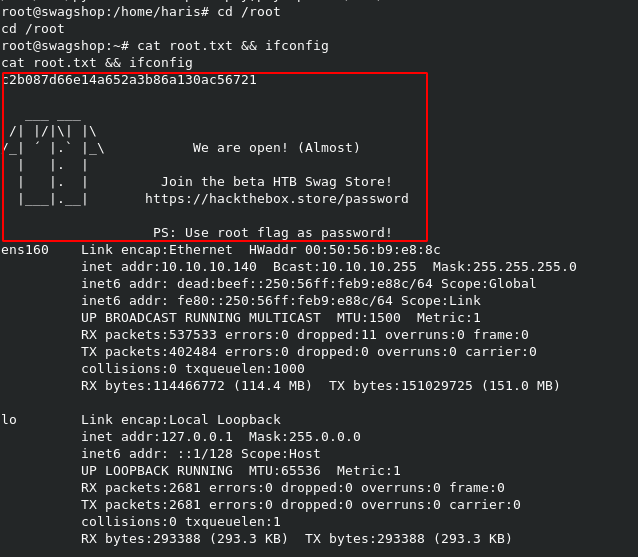 root@swagshop:/home/haris# cd /root
cd /root
root@swagshop:~# cat root.txt && ifconfig
cat root.txt && ifconfig
c2b087d66e14a652a3b86a130ac56721

   ___ ___
 /| |/|\| |\
/_| ´ |.` |_\           We are open! (Almost)
  |   |.  |
  |   |.  |         Join the beta HTB Swag Store!
  |___|.__|       https://hackthebox.store/password

                   PS: Use root flag as password!
ens160    Link encap:Ethernet  HWaddr 00:50:56:b9:e8:8c
          inet addr:10.10.10.140  Bcast:10.10.10.255  Mask:255.255.255.0
          inet6 addr: dead:beef::250:56ff:feb9:e88c/64 Scope:Global
          inet6 addr: fe80::250:56ff:feb9:e88c/64 Scope:Link
          UP BROADCAST RUNNING MULTICAST  MTU:1500  Metric:1
          RX packets:537533 errors:0 dropped:11 overruns:0 frame:0
          TX packets:402484 errors:0 dropped:0 overruns:0 carrier:0
          collisions:0 txqueuelen:1000
          RX bytes:114466772 (114.4 MB)  TX bytes:151029725 (151.0 MB)

lo        Link encap:Local Loopback
          inet addr:127.0.0.1  Mask:255.0.0.0
          inet6 addr: ::1/128 Scope:Host
          UP LOOPBACK RUNNING  MTU:65536  Metric:1
          RX packets:2681 errors:0 dropped:0 overruns:0 frame:0
          TX packets:2681 errors:0 dropped:0 overruns:0 carrier:0
          collisions:0 txqueuelen:1
          RX bytes:293388 (293.3 KB)  TX bytes:293388 (293.3 KB)